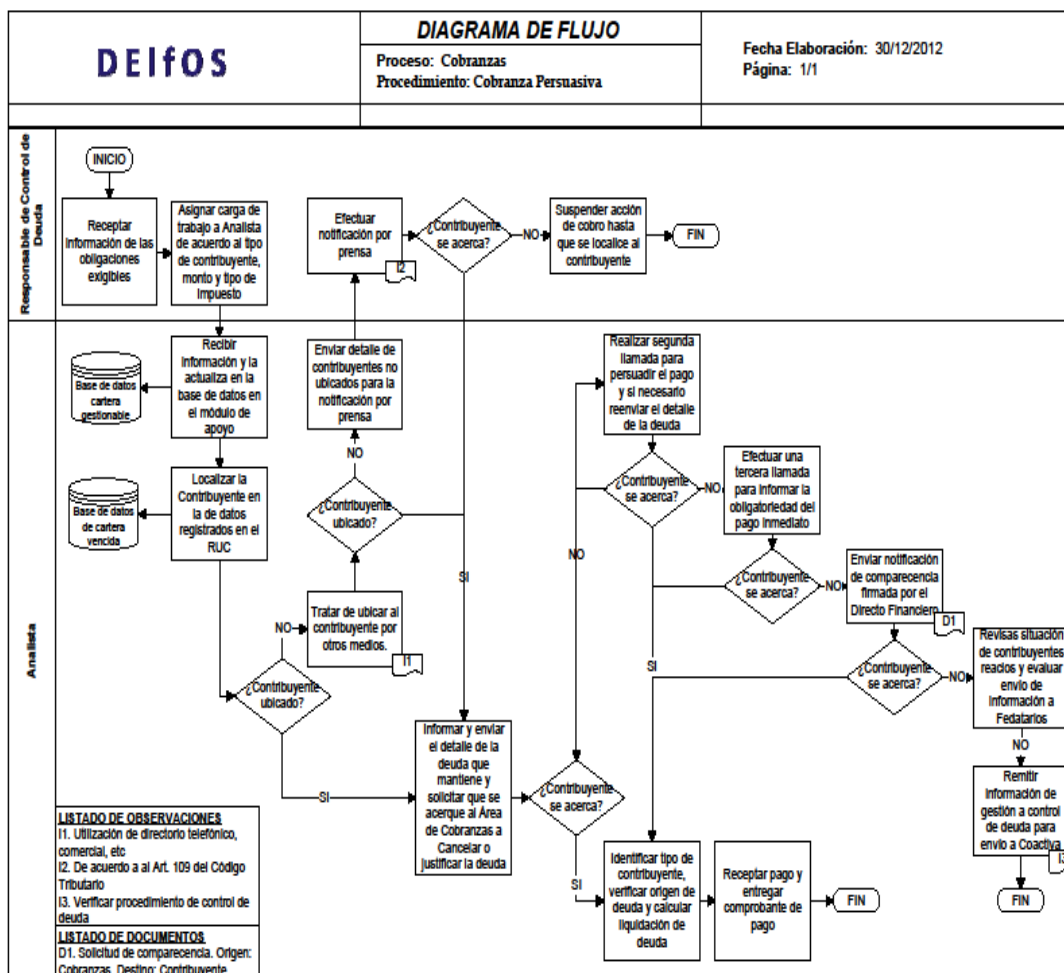 DElfOS
DIAGRAMA DE FLUJO
Proceso: Cobranzas
Procedimiento: Cobranza Persuasiva
Fecha Elaboración: 30/12/2012
Página: 1/1
Responsable de Control de
Deuda
INICIO
Receptar
Información de las
obligaciones
exigibles
Asignar carga de
trabajo a Analista
de acuerdo al tipo
de contribuyente,
monto y tipo de
Impuesto
Efectuar
notificación por
prensa
I2
¿Contribuyente
se acerca?
NO
Suspender acción
de cobro hasta
que se localice al
contribuyente
FIN
Analista
Recibir
Información y la
actualiza en la
base de datos en
el módulo de
apoyo
Base de datos
cartera
gestionable
Localizar la
Contribuyente en
la de datos
registrados en el
RUC
Base de datos
de cartera
vencida
¿Contribuyente
ubicado?
NO
Tratar de ubicar al
contribuyente por
otros medios.
I1
¿Contribuyente
ubicado?
NO
Enviar detalle de
contribuyentes no
ubicados para la
notificación por
prensa
SI
SI
Informar y enviar
el detalle de la
deuda que
mantiene y
solicitar que se
acerque al Área
de Cobranzas a
Cancelar o
justificar la deuda
¿Contribuyente
se acerca?
NO
SI
Realizar segunda
llamada para
persuadir el pago
y si necesario
reenviar el detalle
de la deuda
¿Contribuyente
se acerca?
NO
SI
Efectuar una
tercera llamada
para informar la
obligatoriedad del
pago inmediato
¿Contribuyente
se acerca?
NO
Enviar notificación
de comparecencia
firmada por el
Directo Financiero
D1
¿Contribuyente
se acerca?
NO
Revisas situación
de contribuyentes
reacios y evaluar
envío de
Información a
Fedatarios
NO
Remitir
Información de
gestión a control
de deuda para
envío a Coactiva
I3
FIN
Identificar tipo de
contribuyente,
verificar origen de
deuda y calcular
liquidación de
deuda
Receptar pago y
entregar
comprobante de
pago
FIN
LISTADO DE OBSERVACIONES
I1. Utilización de directorio telefónico,
comercial, etc
I2. De acuerdo a al Art. 109 del Código
Tributario
I3. Verificar procedimiento de control de
deuda
LISTADO DE DOCUMENTOS
D1. Solicitud de comparecencia. Origen:
Cobranzas. Destino: Contribuyente